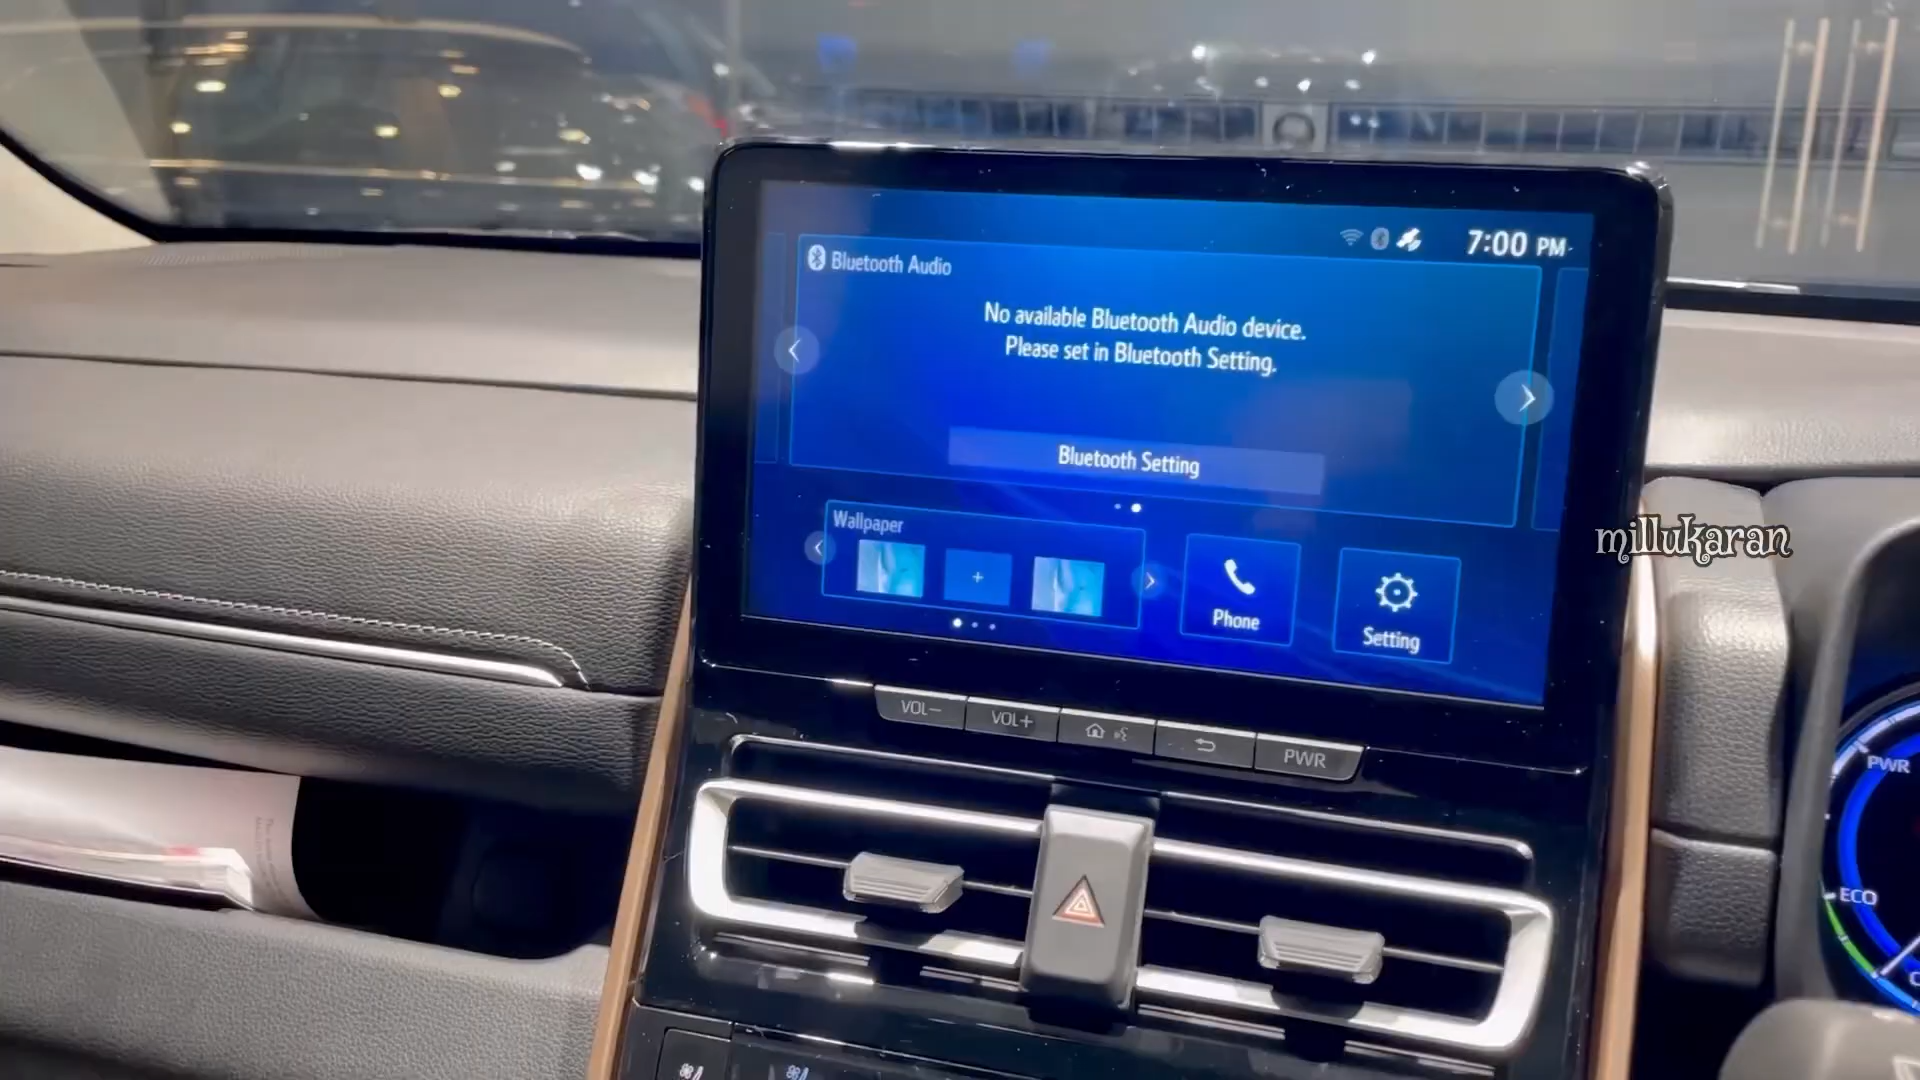 7:00 PM
Bluetooth Audio
No available Bluetooth Audio device.
Please set in Bluetooth Setting.
Bluetooth Setting
Wallpaper
+
Phone
Setting
millukaran
VOL−
VOL+
PWR
PWR
ECO